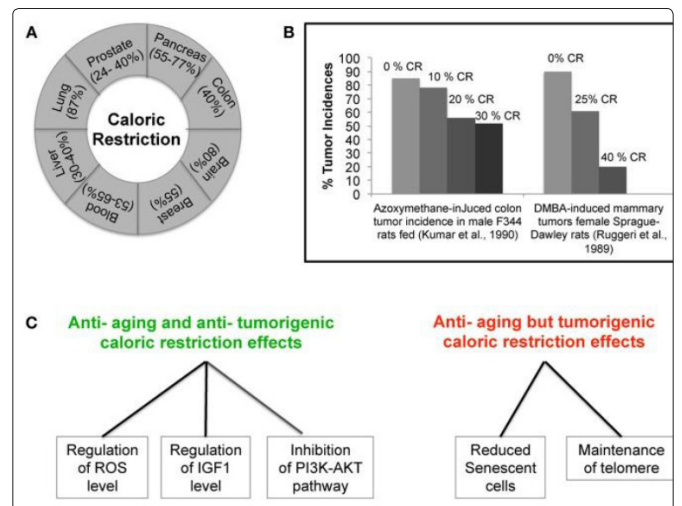 A
Prostate
(24- 40%)
Pancreas
(55-77%)
Colon
(40%)
Brain
(80%)
Breast
(55%)
Blood
(53-65%)
Liver
(30-40%)
Lung
(87%)
Caloric
Restriction
B
% Tumor Incidences
100
90
80
70
60
50
40
30
20
10
0
0 % CR
10 % CR
20 % CR
30 % CR
0% CR
25% CR
40 % CR
Azoxymethane-inJuced colon
tumor incidence in male F344
rats fed (Kumar et al., 1990)
DMBA-induced mammary
tumors female Sprague-
Dawley rats (Ruggeri et al.,
1989)
C
Anti- aging and anti- tumorigenic
caloric restriction effects
Regulation
of ROS
level
Regulation
of IGF1
level
Inhibition
of PI3K-AKT
pathway
Anti- aging but tumorigenic
caloric restriction effects
Reduced
Senescent
cells
Maintenance
of telomere